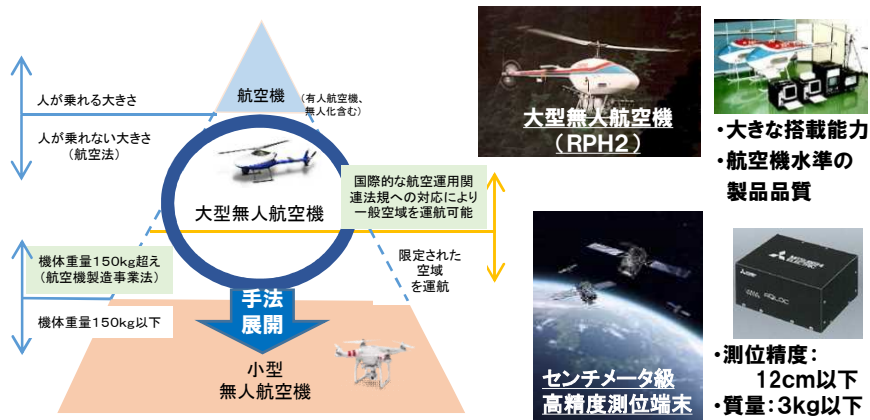 航空機
(有人航空機、
無人化含む)
人が乗れる大きさ
人が乗れない大きさ
(航空法)
大型無人航空機
国際的な航空運用関
連法規への対応により
一般空域を運航可能
機体重量150kg超え
(航空機製造事業法)
機体重量150kg以下
限定された
空域
を運航
手法
展開
小型
無人航空機
大型無人航空機
(RPH2)
・大きな搭載能力
・航空機水準の
製品品質
センチメータ級
高精度測位端末
MITSUBISHI
ELECTRIC
AQLOC
・測位精度:
12cm以下
・質量:3kg以下